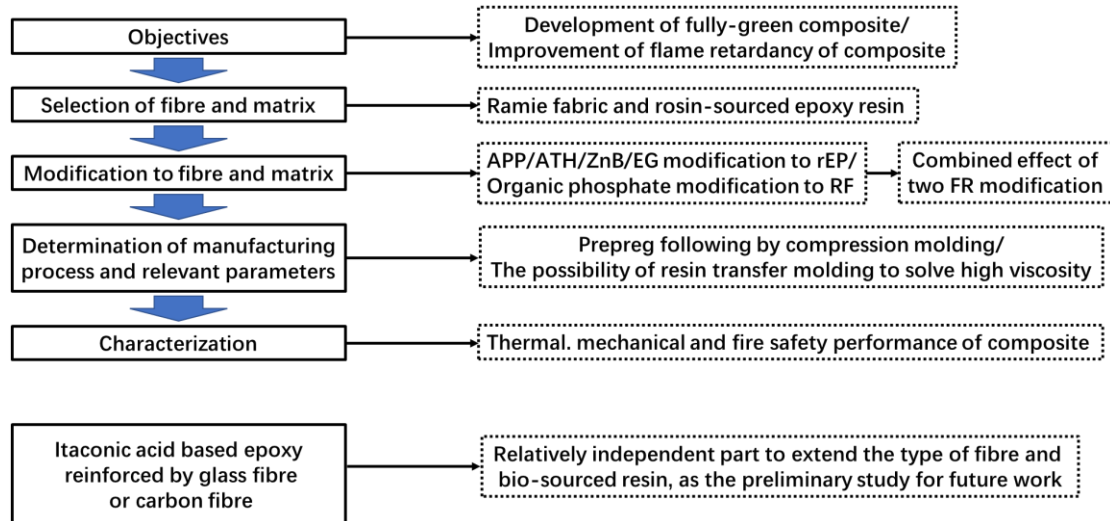 Objectives
Development of fully-green composite/
Improvement of flame retardancy of composite
Selection of fibre and matrix
Ramie fabric and rosin-sourced epoxy resin
Modification to fibre and matrix
APP/ATH/ZnB/EG modification to rEP/
Organic phosphate modification to RF
Combined effect of
two FR modification
Determination of manufacturing
process and relevant parameters
Prepreg following by compression molding/
The possibility of resin transfer molding to solve high viscosity
Characterization
Thermal. mechanical and fire safety performance of composite
Itaconic acid based epoxy
reinforced by glass fibre
or carbon fibre
Relatively independent part to extend the type of fibre and
bio-sourced resin, as the preliminary study for future work